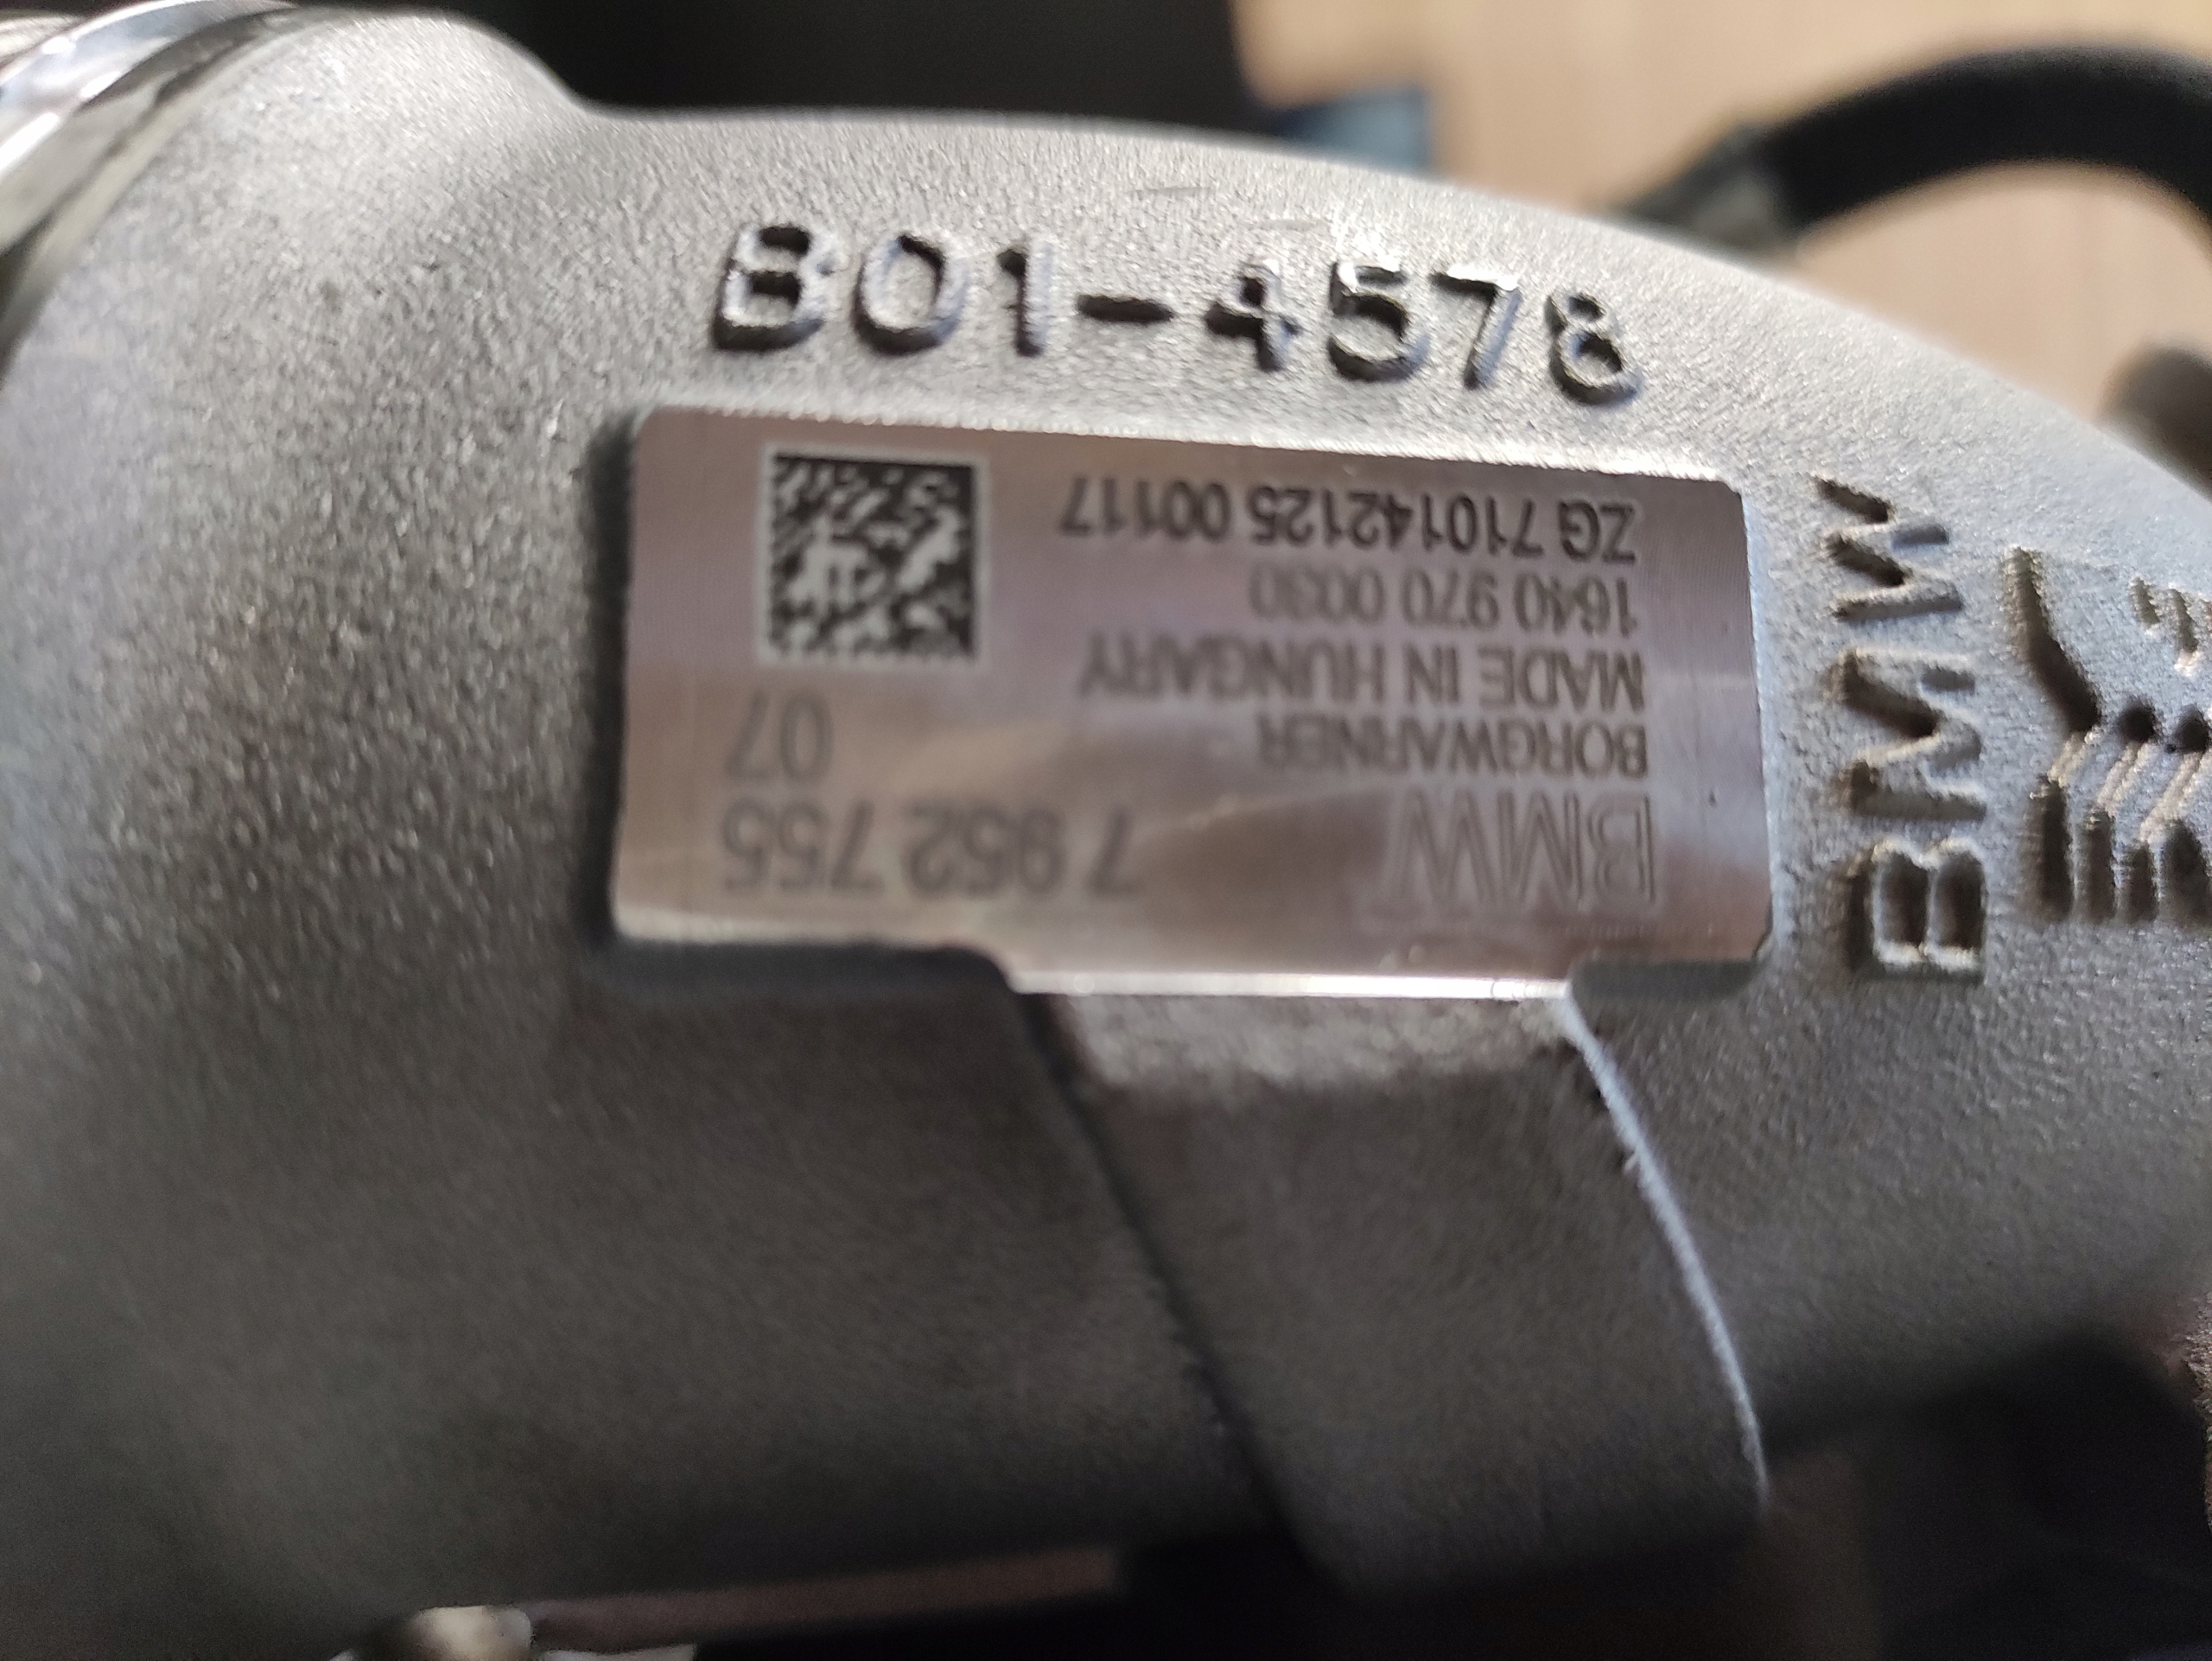 B01-4578
BMW
7 952 755
BORGWARNER
07
MADE IN HUNGARY
1640 970 0030
ZG 710142125 00117
BMW